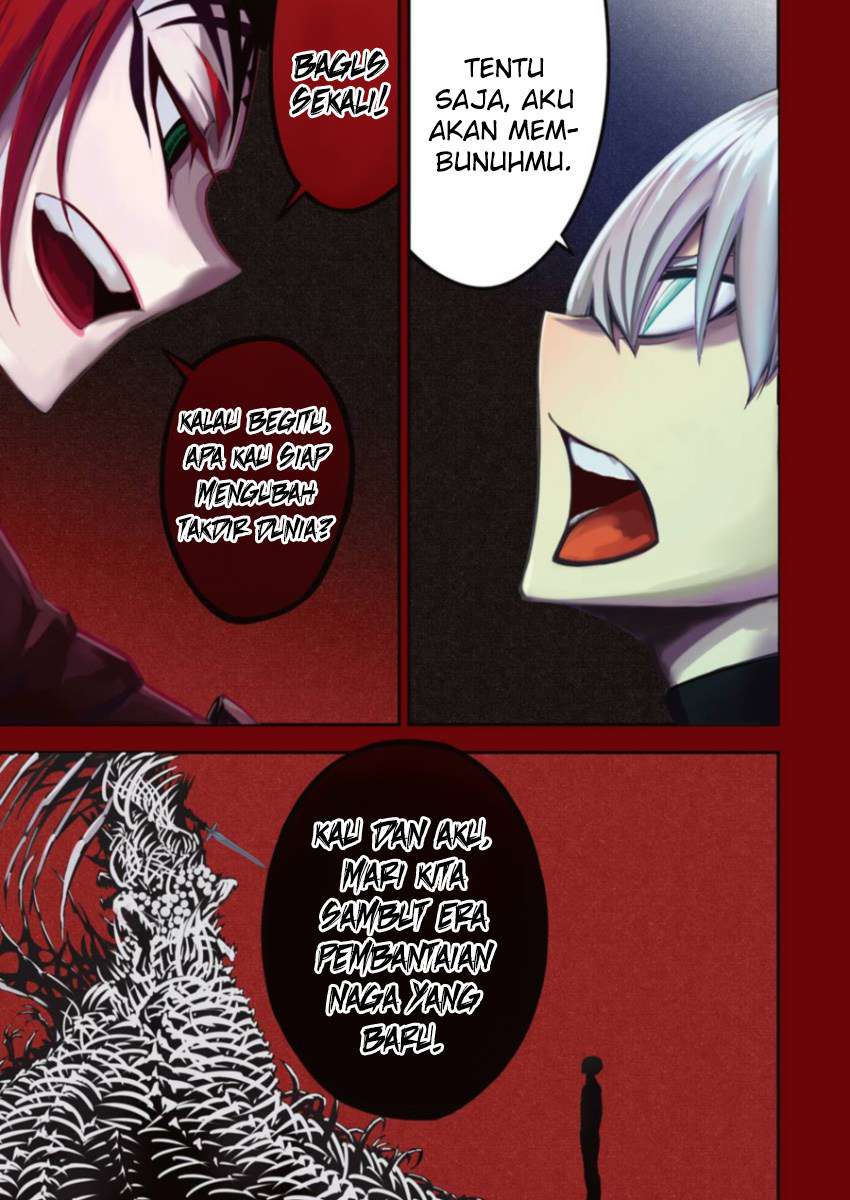 TENTU
SAJA, AKU
AKAN MEM-
BUNUHMU.
BAGUS
SEKALI!
KALAU BEGITU,
APA KAU SIAP
MENGUBAH
TAKDIR DUNIA?
KAU DAN AKU,
MARI KITA
SAMBUT ERA
PEMBANTAIAN
NAGA YANG
BARU.